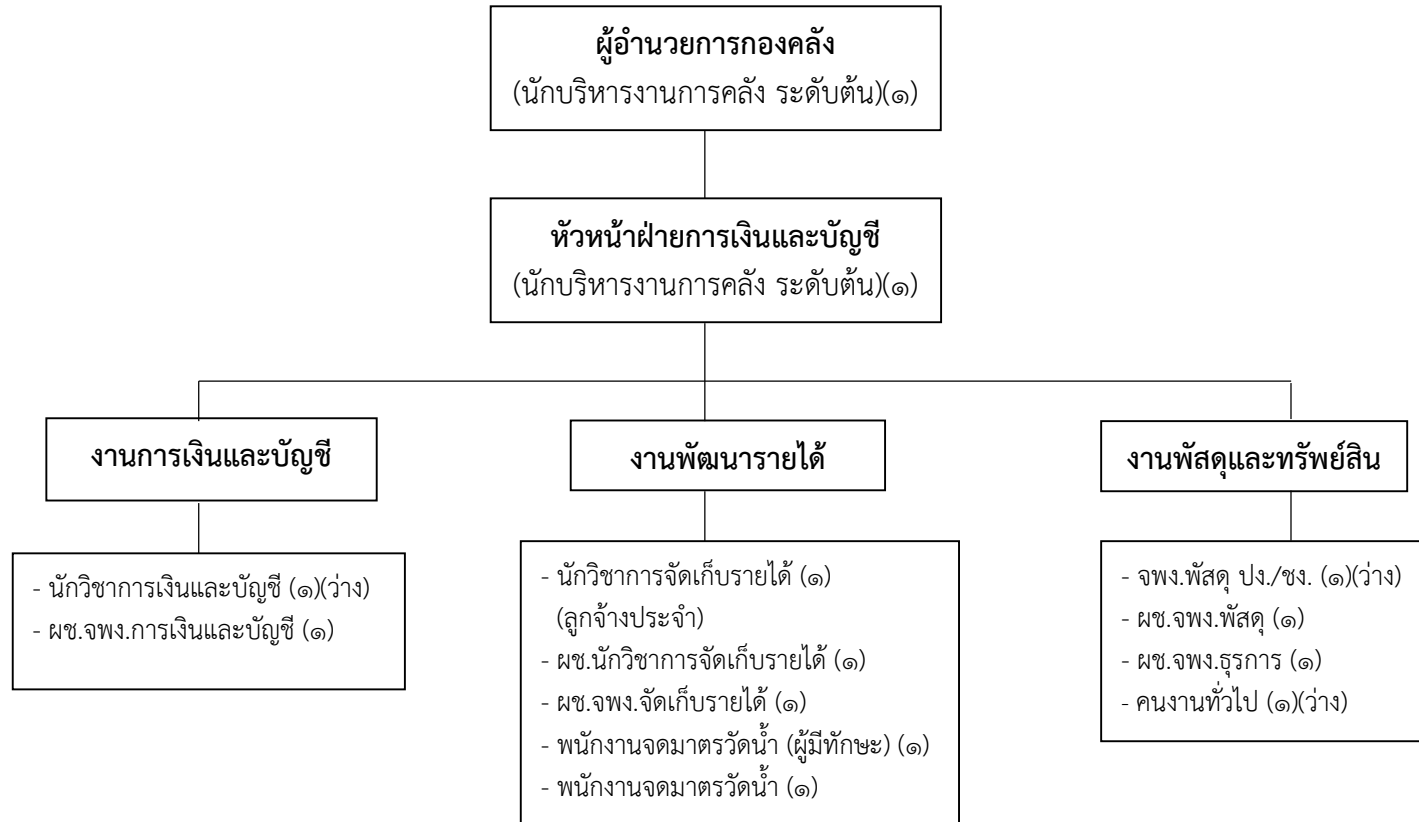 ผู้อำนวยการกองคลัง
(นักบริหารงานการคลัง ระดับต้น)(๑)
หัวหน้าฝ่ายการเงินและบัญชี
(นักบริหารงานการคลัง ระดับต้น)(๑)
งานการเงินและบัญชี
- นักวิชาการเงินและบัญชี (๑)(ว่าง)
- ผช.จพง.การเงินและบัญชี (๑)
งานพัฒนารายได้
- นักวิชาการจัดเก็บรายได้ (๑)
(ลูกจ้างประจำ)
- ผช.นักวิชาการจัดเก็บรายได้ (๑)
- ผช.จพง.จัดเก็บรายได้ (๑)
- พนักงานจดมาตรวัดน้ำ (ผู้มีทักษะ) (๑)
- พนักงานจดมาตรวัดน้ำ (๑)
งานพัสดุและทรัพย์สิน
- จพง.พัสดุ ปง./ชง. (๑)(ว่าง)
- ผช.จพง.พัสดุ (๑)
- ผช.จพง.ธุรการ (๑)
- คนงานทั่วไป (๑)(ว่าง)